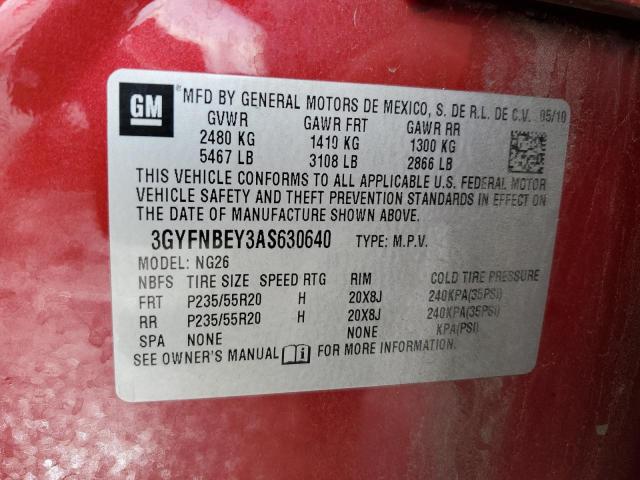 GM
® MFD BY GENERAL MOTORS DE MEXICO, S. DE R.L. DE C.V. 05/10
GVWR GAWR FRT GAWR RR
2480 KG 1410 KG 1300 KG
5467 LB 3108 LB 2866 LB
THIS VEHICLE CONFORMS TO ALL APPLICABLE U.S. FEDERAL MOTOR
VEHICLE SAFETY AND THEFT PREVENTION STANDARDS IN EFFECT ON
THE DATE OF MANUFACTURE SHOWN ABOVE.
3GYFNBEY3AS630640 TYPE: M.P.V.
MODEL: NG26
NBFS TIRE SIZE SPEED RTG RIM COLD TIRE PRESSURE
FRT P235/55R20 H 20X8J 240KPA(35PSI)
RR P235/55R20 H 20X8J 240KPA(35PSI)
SPA NONE NONE KPA(PSI)
SEE OWNER'S MANUAL i FOR MORE INFORMATION.